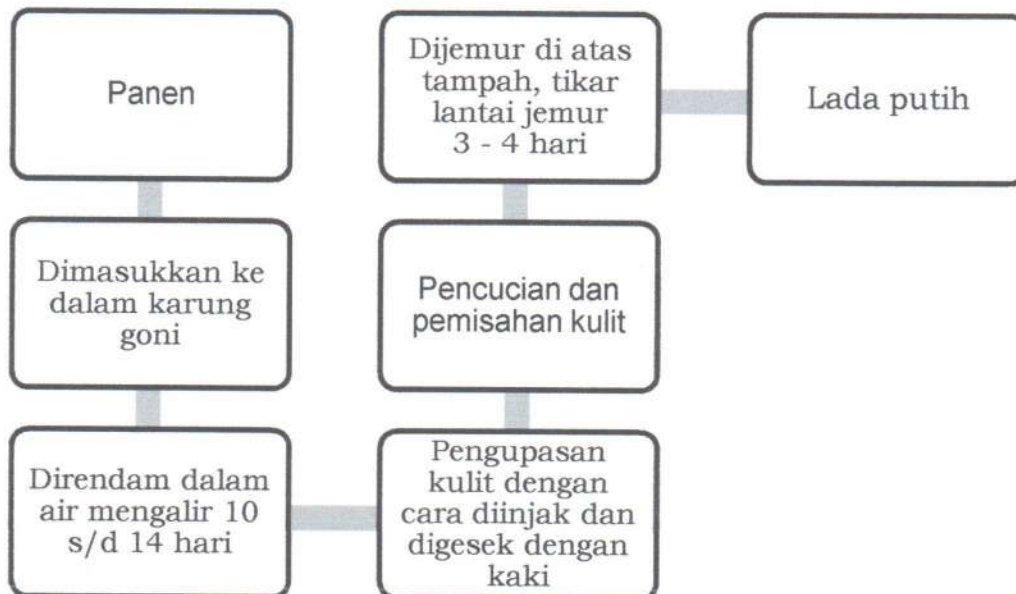 Panen
Dimasukkan ke
dalam karung
goni
Direndam dalam
air mengalir 10
s/d 14 hari
Pengupasan
kulit dengan
cara diinjak dan
digesek dengan
kaki
Pencucian dan
pemisahan kulit
Dijemur di atas
tampah, tikar
lantai jemur
3 - 4 hari
Lada putih